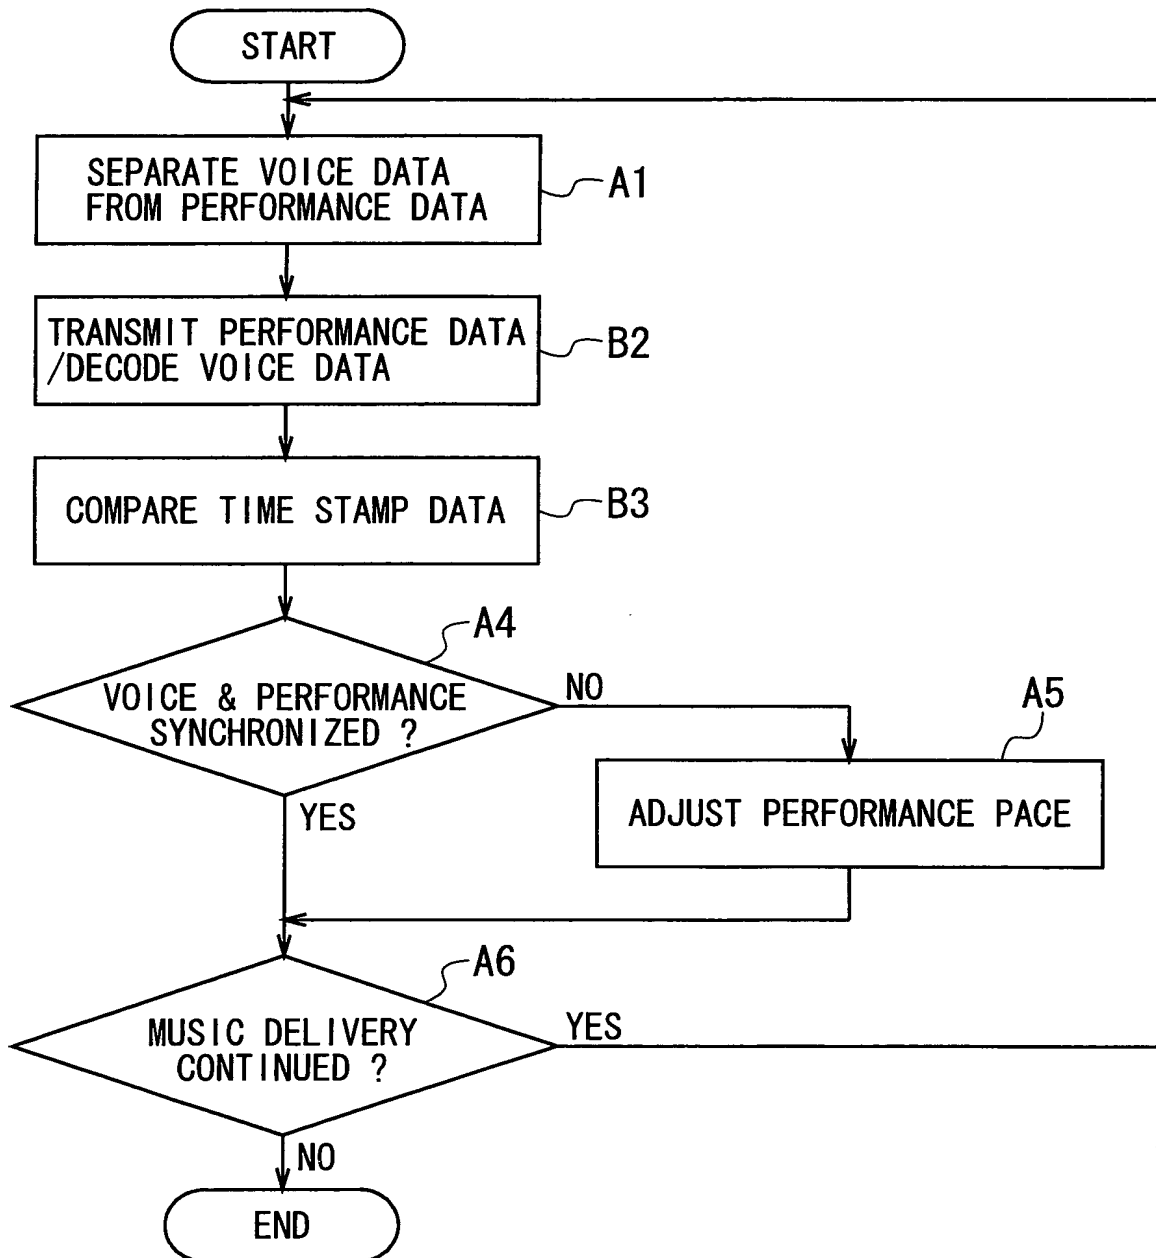 START
SEPARATE VOICE DATA
FROM PERFORMANCE DATA
A1
TRANSMIT PERFORMANCE DATA
/DECODE VOICE DATA
B2
COMPARE TIME STAMP DATA
B3
A4
VOICE & PERFORMANCE
SYNCHRONIZED ?
NO
A5
YES
ADJUST PERFORMANCE PACE
A6
MUSIC DELIVERY
CONTINUED ?
YES
NO
END